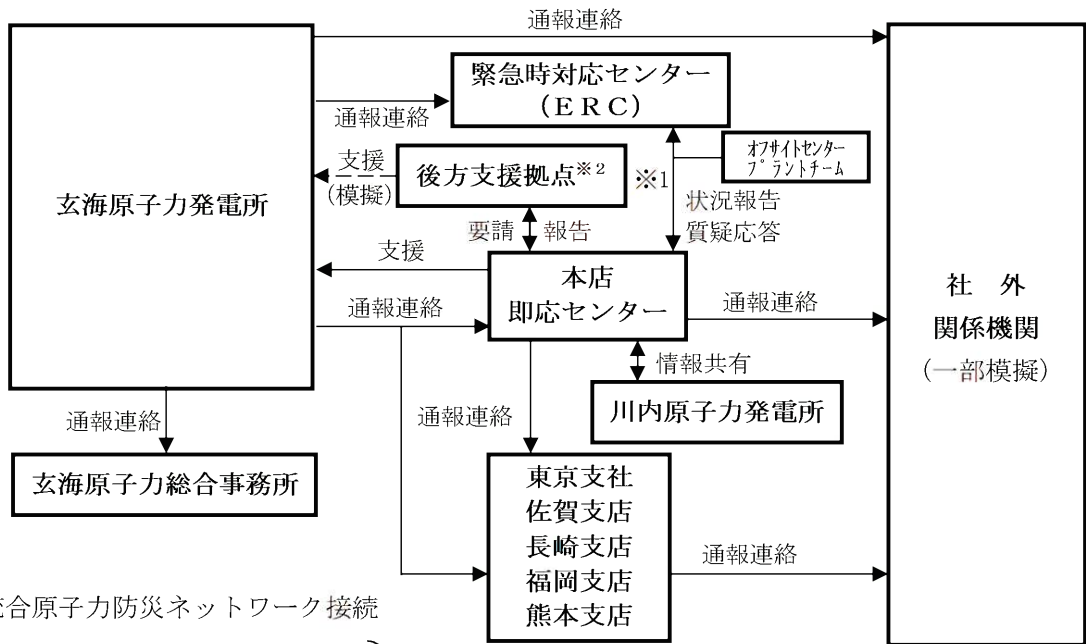 通報連絡
緊急時対応センター
（ＥＲＣ）
通報連絡
オフサイトセンター
プラントチーム
支援
(模擬)
後方支援拠点※2
※1
状況報告
質疑応答
玄海原子力発電所
要請 報告
支援
本店
即応センター
通報連絡
通報連絡
社 外
関係機関
(一部模擬)
情報共有
川内原子力発電所
通報連絡
通報連絡
玄海原子力総合事務所
東京支社
佐賀支店
長崎支店
福岡支店
熊本支店
通報連絡
合原子力防災ネットワーク接続